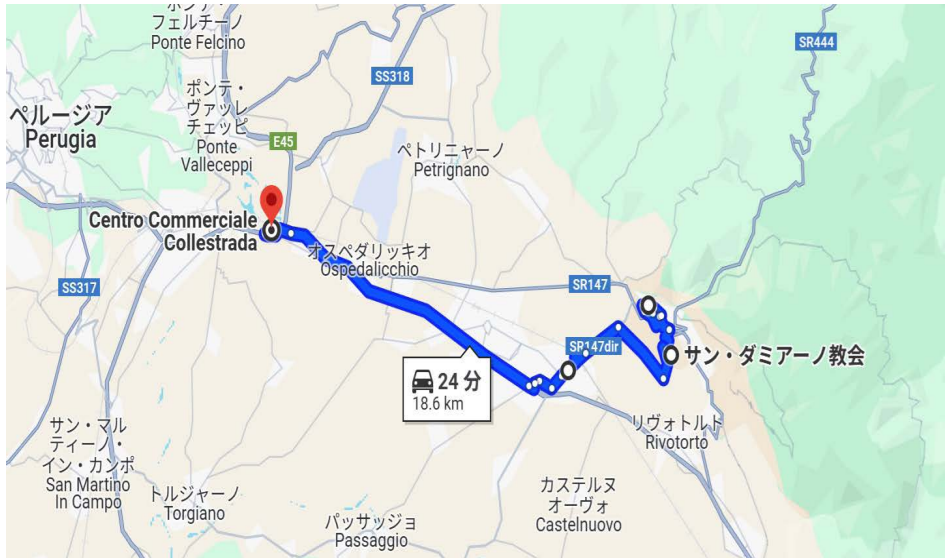 ポンテ・
フェルチーノ
Ponte Felcino
SS318
SR444
ペルージア
Perugia
ポンテ・
ヴァッレ
チェッピ
Ponte
Valleceppi
E45
ペトリニャーノ
Petrignano
Centro Commerciale
Collestrada
オスペダリッキオ
Ospedalicchio
SS317
SR147
SR147dir
サン・ダミアーノ教会
24 分
18.6 km
リヴォトルト
Rivotorto
サン・マル
ティーノ・
イン・カンポ
San Martino
In Campo
トルジャーノ
Torgiano
パッサッジョ
Passaggio
カステルヌ
オーヴォ
Castelnuovo